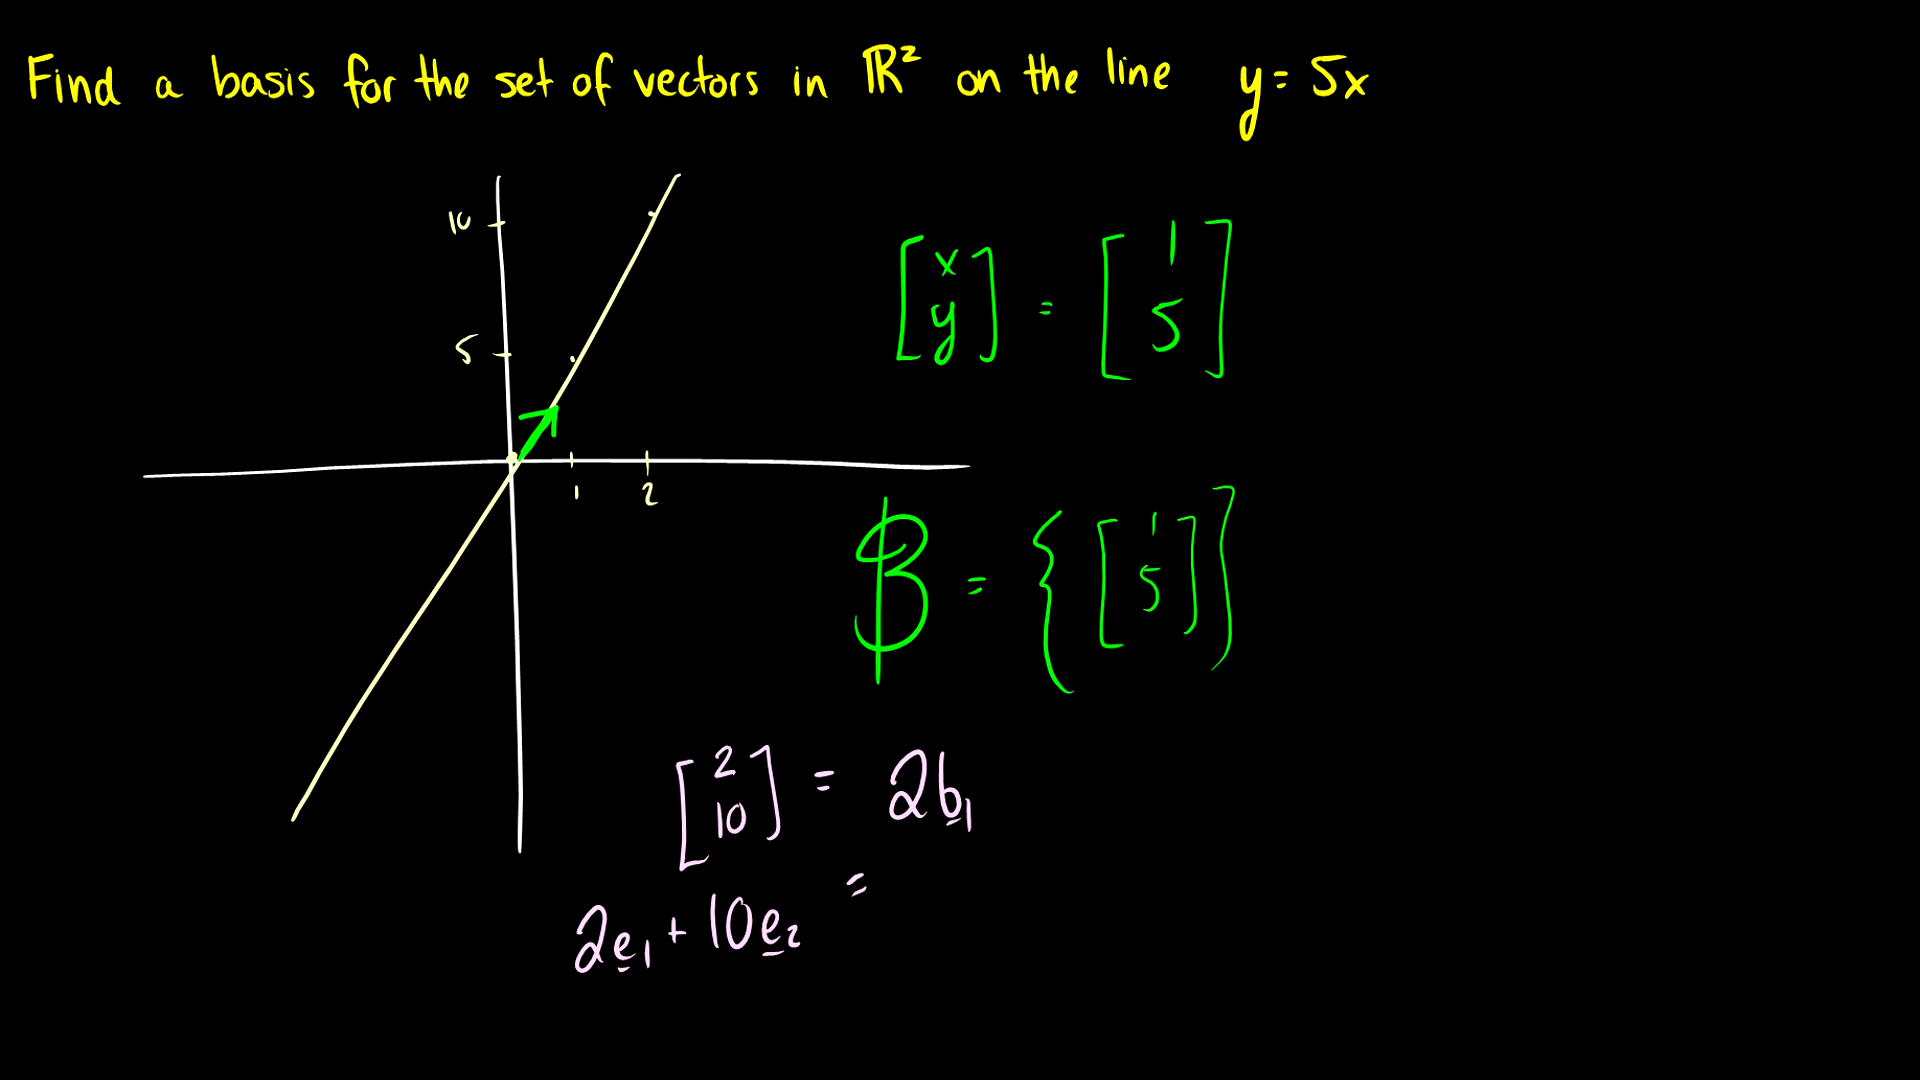 Find a basis for the set of vectors in ℝ² on the line y = 5x
10
5
1 2
[x y] = [1 5]
B = {[1 5]}
[2 10] = 2b₁
2e₁ + 10e₂ =